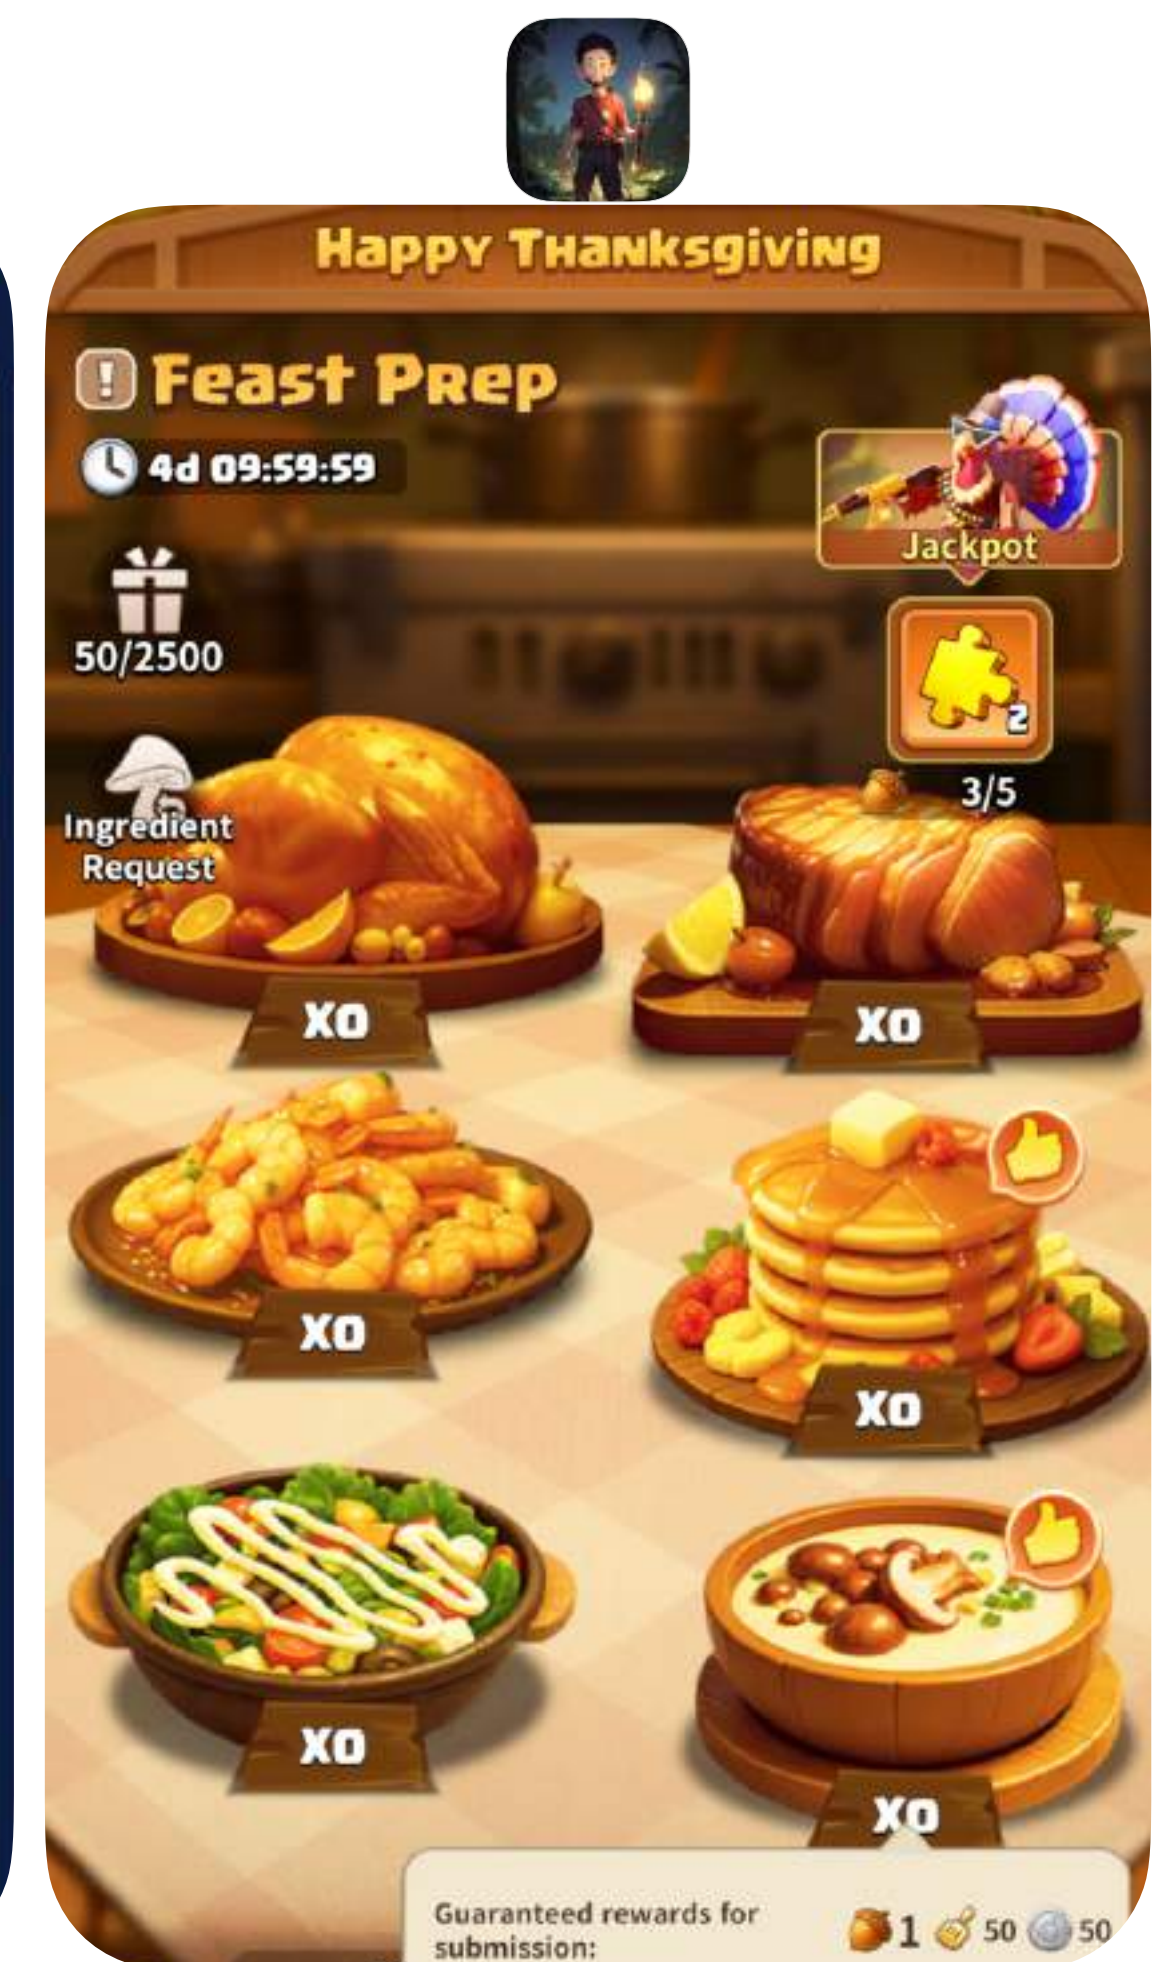 Happy Thanksgiving
Feast Prep
4d 09:59:59
Jackpot
50/2500
2
3/5
Ingredient
Request
X0
X0
X0
X0
X0
X0
Guaranteed rewards for
submission:
1 50 50